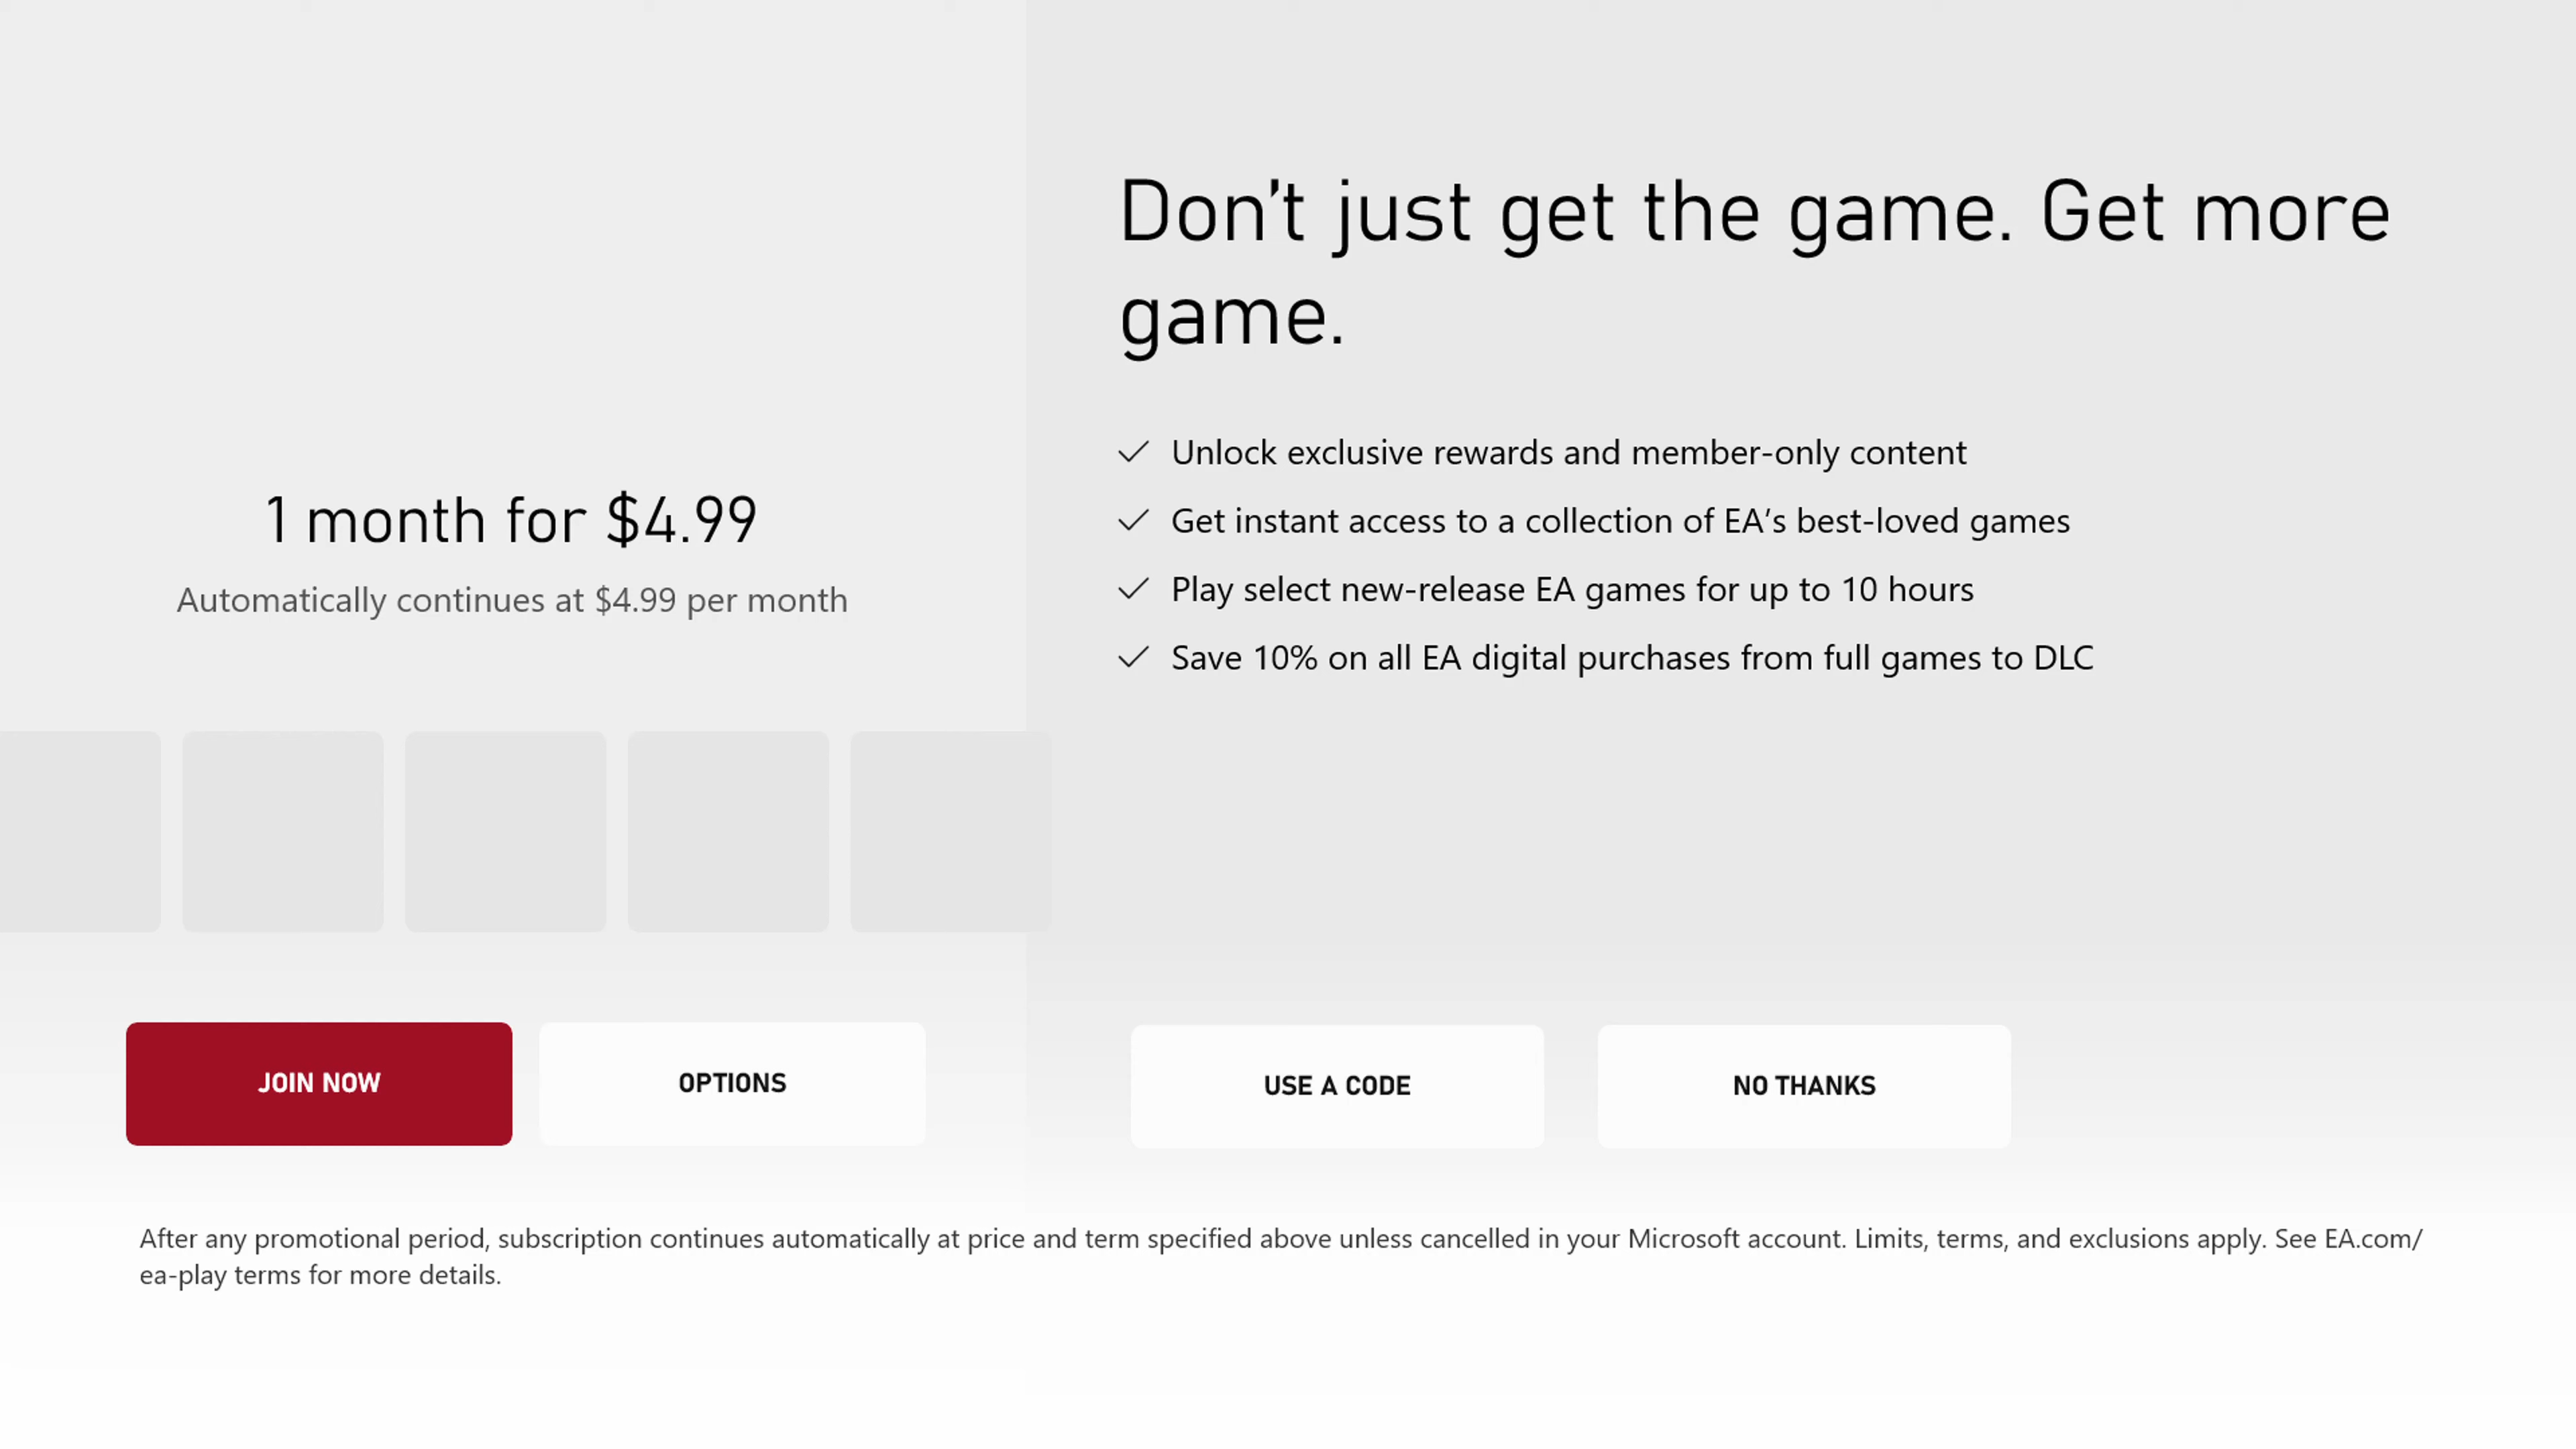 1 month for $4.99
Automatically continues at $4.99 per month
JOIN NOW
OPTIONS
Don't just get the game. Get more
game.
Unlock exclusive rewards and member-only content
Get instant access to a collection of EA's best-loved games
Play select new-release EA games for up to 10 hours
Save 10% on all EA digital purchases from full games to DLC
USE A CODE
NO THANKS
After any promotional period, subscription continues automatically at price and term specified above unless cancelled in your Microsoft account. Limits, terms, and exclusions apply. See EA.com/
ea-play terms for more details.